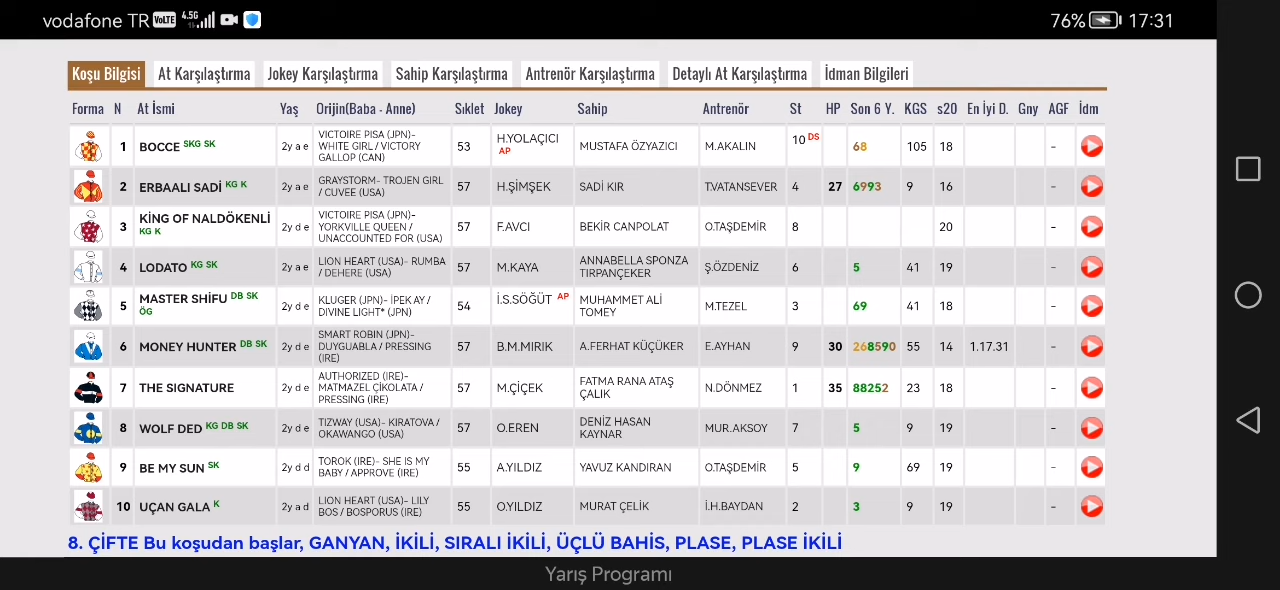 vodafone TR VoLTE 4.5G 76% 17:31
Koşu Bilgisi At Karşılaştırma Jokey Karşılaştırma Sahip Karşılaştırma Antrenör Karşılaştırma Detaylı At Karşılaştırma İdman Bilgileri
Forma N At İsmi Yaş Orijin(Baba - Anne) Sıklet Jokey Sahip Antrenör St HP Son 6 Y. KGS s20 En İyi D. Gny AGF İdm
1 BOCCE SKG SK 2y a e VICTOIRE PISA (JPN)- WHITE GIRL / VICTORY GALLOP (CAN) 53 H.YOLAÇICI AP MUSTAFA ÖZYAZICI M.AKALIN 10 DS 68 105 18 -
2 ERBAALI SADİ KG K 2y a e GRAYSTORM- TROJEN GIRL / CUVEE (USA) 57 H.ŞİMŞEK SADİ KIR T.VATANSEVER 4 27 6993 9 16 -
3 KİNG OF NALDÖKENLİ KG K 2y d e VICTOIRE PISA (JPN)- YORKVILLE QUEEN / UNACCOUNTED FOR (USA) 57 F.AVCI BEKİR CANPOLAT O.TAŞDEMİR 8 20 -
4 LODATO KG SK 2y a e LION HEART (USA)- RUMBA / DEHERE (USA) 57 M.KAYA ANNABELLA SPONZA TIRPANÇEKER Ş.ÖZDENİZ 6 5 41 19 -
5 MASTER SHİFU DB SK ÖG 2y d e KLUGER (JPN)- İPEK AY / DIVINE LIGHT* (JPN) 54 İ.S.SÖĞÜT AP MUHAMMET ALİ TOMEY M.TEZEL 3 69 41 18 -
6 MONEY HUNTER DB SK 2y d e SMART ROBIN (JPN)- DUYGUABLA / PRESSING (IRE) 57 B.M.MIRIK A.FERHAT KÜÇÜKER E.AYHAN 9 30 268590 55 14 1.17.31 -
7 THE SIGNATURE 2y d e AUTHORIZED (IRE)- MATMAZEL ÇİKOLATA / PRESSING (IRE) 57 M.ÇİÇEK FATMA RANA ATAŞ ÇALIK N.DÖNMEZ 1 35 88252 23 18 -
8 WOLF DED KG DB SK 2y d e TIZWAY (USA)- KIRATOVA / OKAWANGO (USA) 57 O.EREN DENİZ HASAN KAYNAR MUR.AKSOY 7 5 9 19 -
9 BE MY SUN SK 2y d d TOROK (IRE)- SHE IS MY BABY / APPROVE (IRE) 55 A.YILDIZ YAVUZ KANDIRAN O.TAŞDEMİR 5 9 69 19 -
10 UÇAN GALA K 2y a d LION HEART (USA)- LILY BOS / BOSPORUS (IRE) 55 O.YILDIZ MURAT ÇELİK İ.H.BAYDAN 2 3 9 19 -
8. ÇİFTE Bu koşudan başlar, GANYAN, İKİLİ, SIRALI İKİLİ, ÜÇLÜ BAHİS, PLASE, PLASE İKİLİ
Yarış Programı